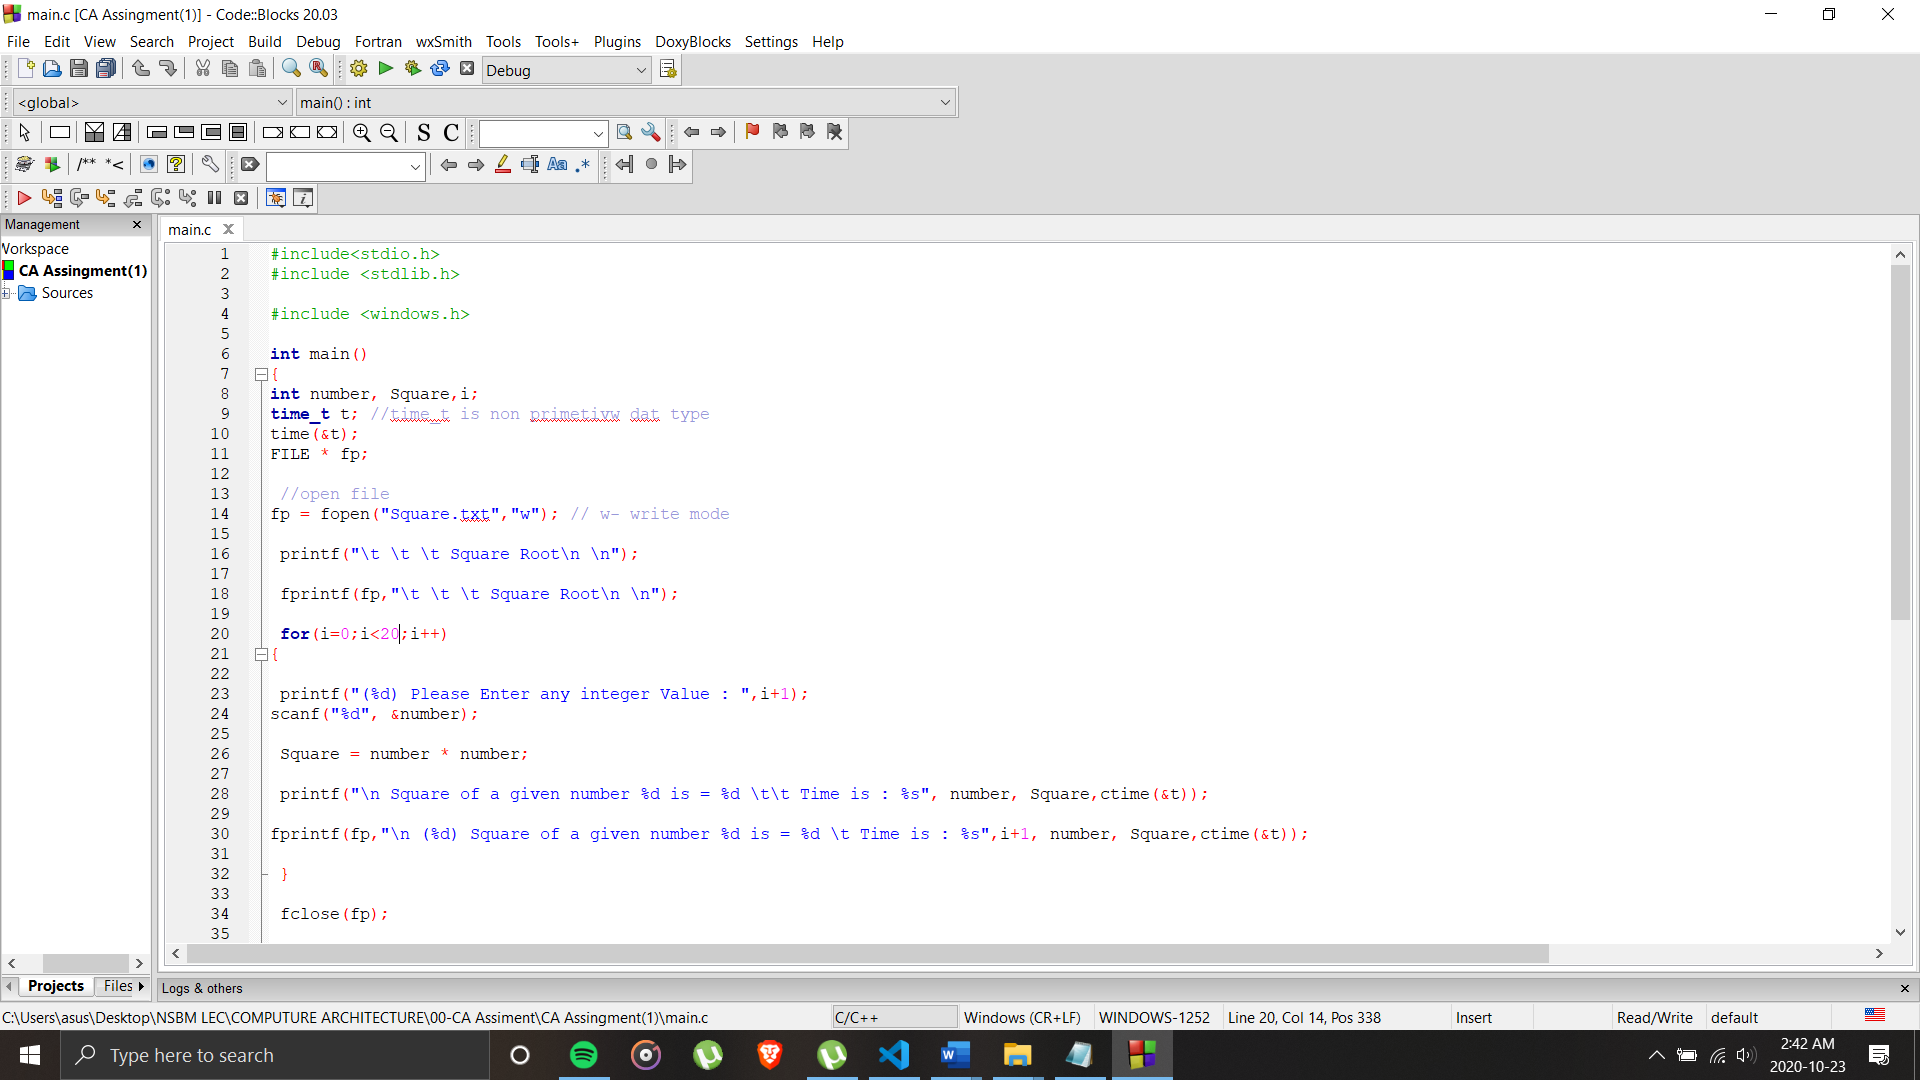 main.c [CA Assingment(1)] - Code::Blocks 20.03
File Edit View Search Project Build Debug Fortran wxSmith Tools Tools+ Plugins DoxyBlocks Settings Help
Debug
<global> main() : int
S C
/** *<
Aa .*
Management
Workspace
CA Assingment(1)
Sources
main.c
1 #include<stdio.h>
2 #include <stdlib.h>
3
4 #include <windows.h>
5
6 int main()
7 {
8 int number, Square,i;
9 time_t t; //time_t is non primetivw dat type
10 time(&t);
11 FILE * fp;
12
13 //open file
14 fp = fopen("Square.txt","w"); // w- write mode
15
16 printf("\t \t \t Square Root\n \n");
17
18 fprintf(fp,"\t \t \t Square Root\n \n");
19
20 for(i=0;i<20;i++)
21 {
22
23 printf("(%d) Please Enter any integer Value : ",i+1);
24 scanf("%d", &number);
25
26 Square = number * number;
27
28 printf("\n Square of a given number %d is = %d \t\t Time is : %s", number, Square,ctime(&t));
29
30 fprintf(fp,"\n (%d) Square of a given number %d is = %d \t Time is : %s",i+1, number, Square,ctime(&t));
31
32 }
33
34 fclose(fp);
35
Projects Files
Logs & others
C:\Users\asus\Desktop\NSBM LEC\COMPUTURE ARCHITECTURE\00-CA Assiment\CA Assingment(1)\main.c C/C++ Windows (CR+LF) WINDOWS-1252 Line 20, Col 14, Pos 338 Insert Read/Write default
Type here to search
2:42 AM
2020-10-23